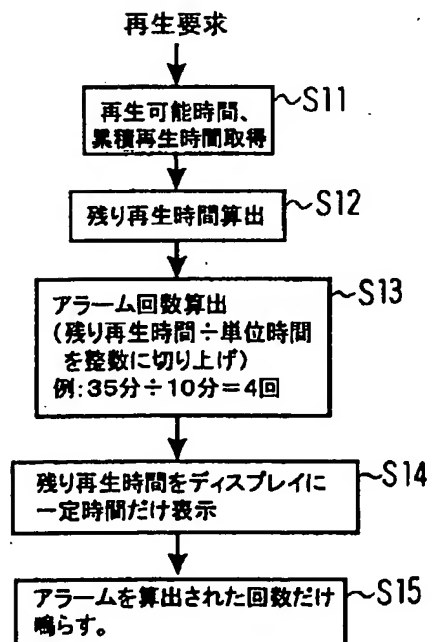 再生要求
再生可能時間、
累積再生時間取得
S11
残り再生時間算出
S12
アラーム回数算出
(残り再生時間÷単位時間
を整数に切り上げ)
例:35分÷10分=4回
S13
残り再生時間をディスプレイに
一定時間だけ表示
S14
アラームを算出された回数だけ
鳴らす。
S15